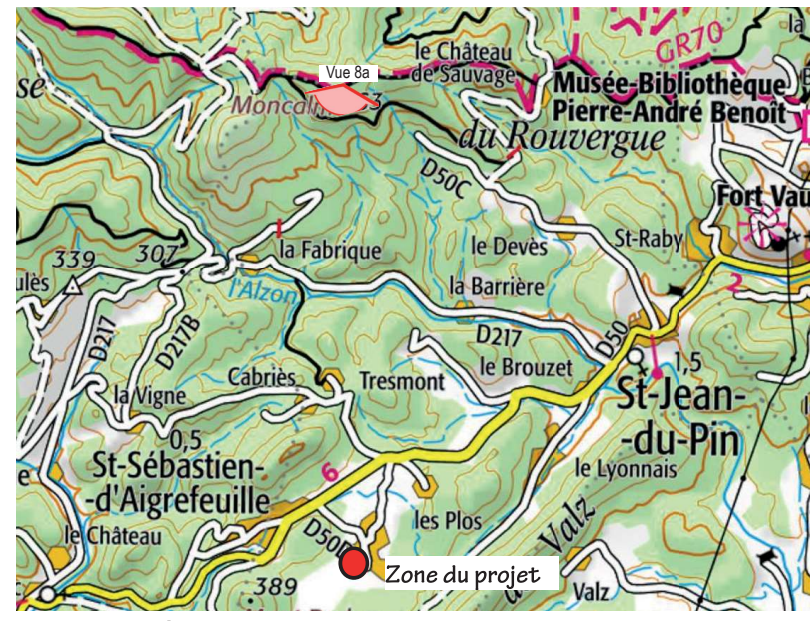 le Château
de Sauvage
GR70
la
Vue 8a
se
Musée-Bibliothèque
Pierre-André Benoît
du Rouvergue
D50C
Fort Vau
St-Raby
le Devès
la Fabrique
339
307
la Barrière
l'Alzon
2
D217
D217B
D217
D50
1,5
le Brouzet
Tresmont
Cabriès
la Vigne
St-Jean-
-du-Pin
0,5
St-Sébastien-
-d'Aigrefeuille
6
le Lyonnais
e
le Château
les Plos
Valz
Zone du projet
389
Valz